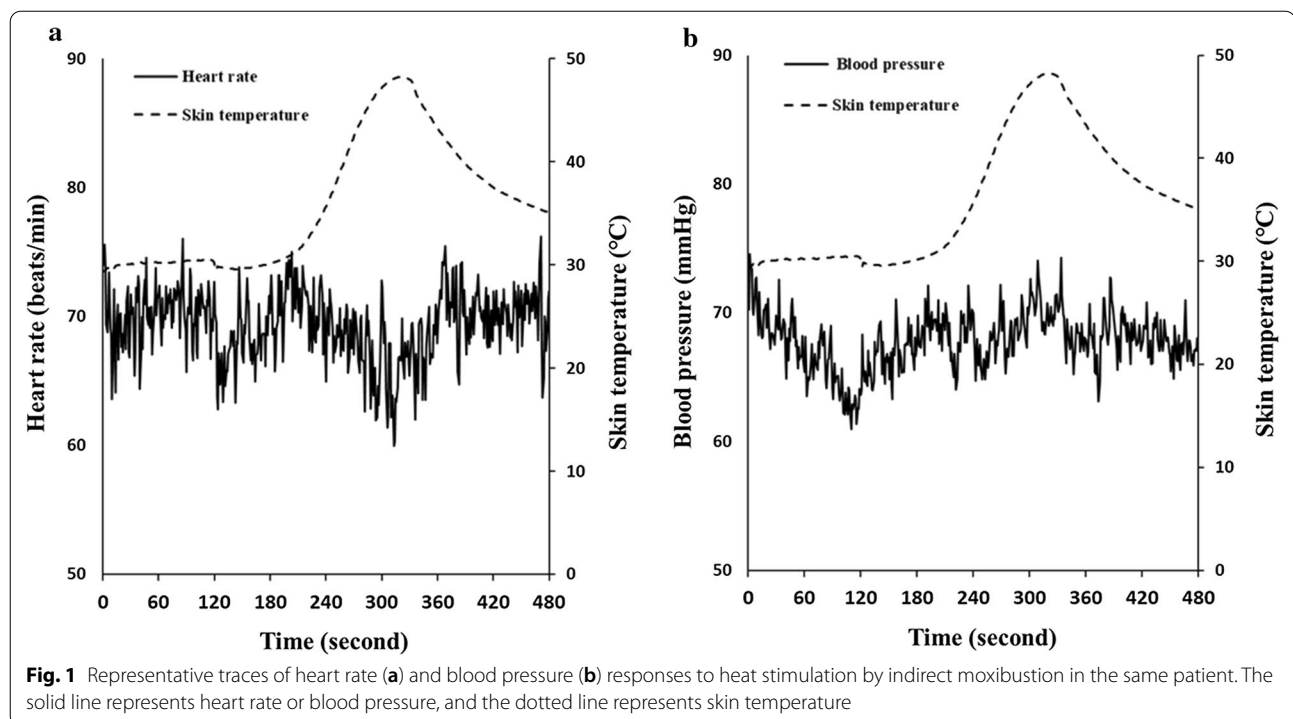 a
90
80
70
60
50
Heart rate (beats/min)
Heart rate
Skin temperature
50
40
30
20
10
0
Skin temperature (°C)
0 60 120 180 240 300 360 420 480
Time (second)
b
90
80
70
60
50
Blood pressure (mmHg)
Blood pressure
Skin temperature
50
40
30
20
10
0
Skin temperature (°C)
0 60 120 180 240 300 360 420 480
Time (second)
Fig. 1 Representative traces of heart rate (a) and blood pressure (b) responses to heat stimulation by indirect moxibustion in the same patient. The
solid line represents heart rate or blood pressure, and the dotted line represents skin temperature